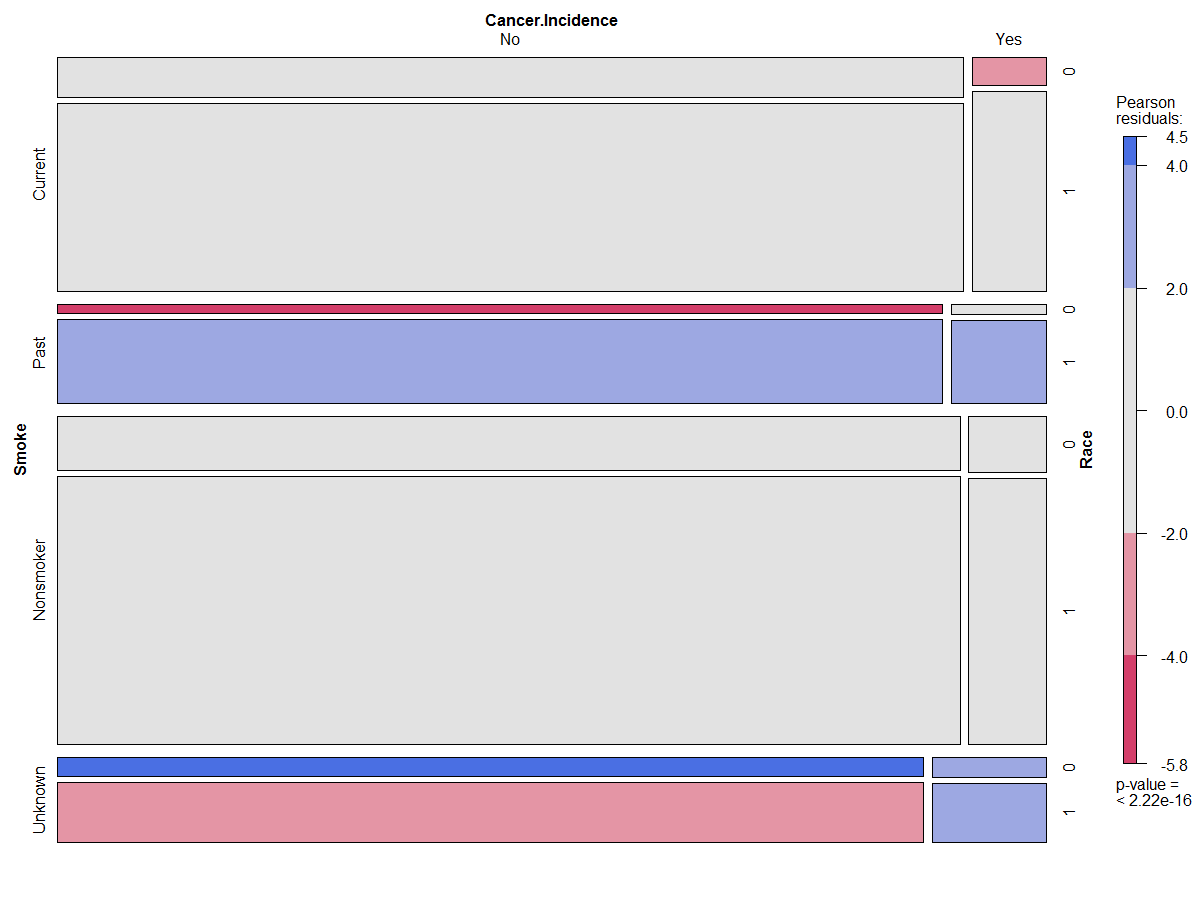 Cancer.Incidence
No Yes
Smoke
Current
Past
Nonsmoker
Unknown
0
1
0
1
0
1
0
1
Race
Pearson
residuals:
4.5
4.0
2.0
0.0
-2.0
-4.0
-5.8
p-value =
< 2.22e-16